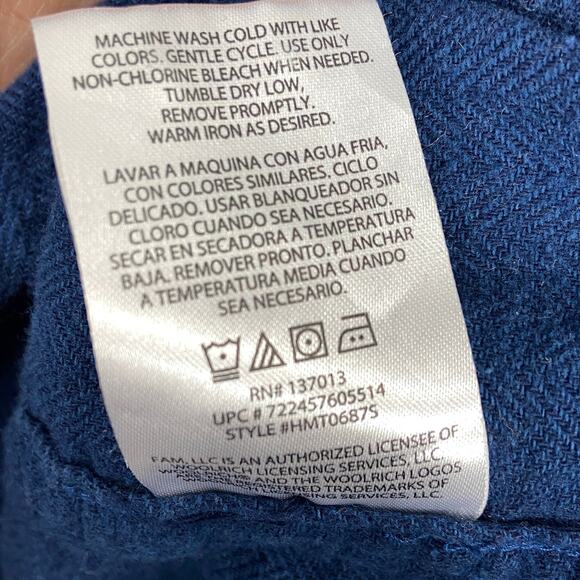 MACHINE WASH COLD WITH LIKE
COLORS. GENTLE CYCLE. USE ONLY
NON-CHLORINE BLEACH WHEN NEEDED.
TUMBLE DRY LOW,
REMOVE PROMPTLY.
WARM IRON AS DESIRED.
LAVAR A MAQUINA CON AGUA FRIA,
CON COLORES SIMILARES. CICLO
DELICADO. USAR BLANQUEADOR SIN
CLORO CUANDO SEA NECESARIO.
SECAR EN SECADORA A TEMPERATURA
BAJA. REMOVER PRONTO. PLANCHAR
A TEMPERATURA MEDIA CUANDO
SEA NECESARIO.
RN# 137013
UPC # 722457605514
STYLE #HMT0687S
FAM, LLC IS AN AUTHORIZED LICENSEE OF
WOOLRICH LICENSING SERVICES, LLC.
AND THE WOOLRICH LOGOS
REGISTERED TRADEMARKS OF
LICENSING SERVICES, LLC.